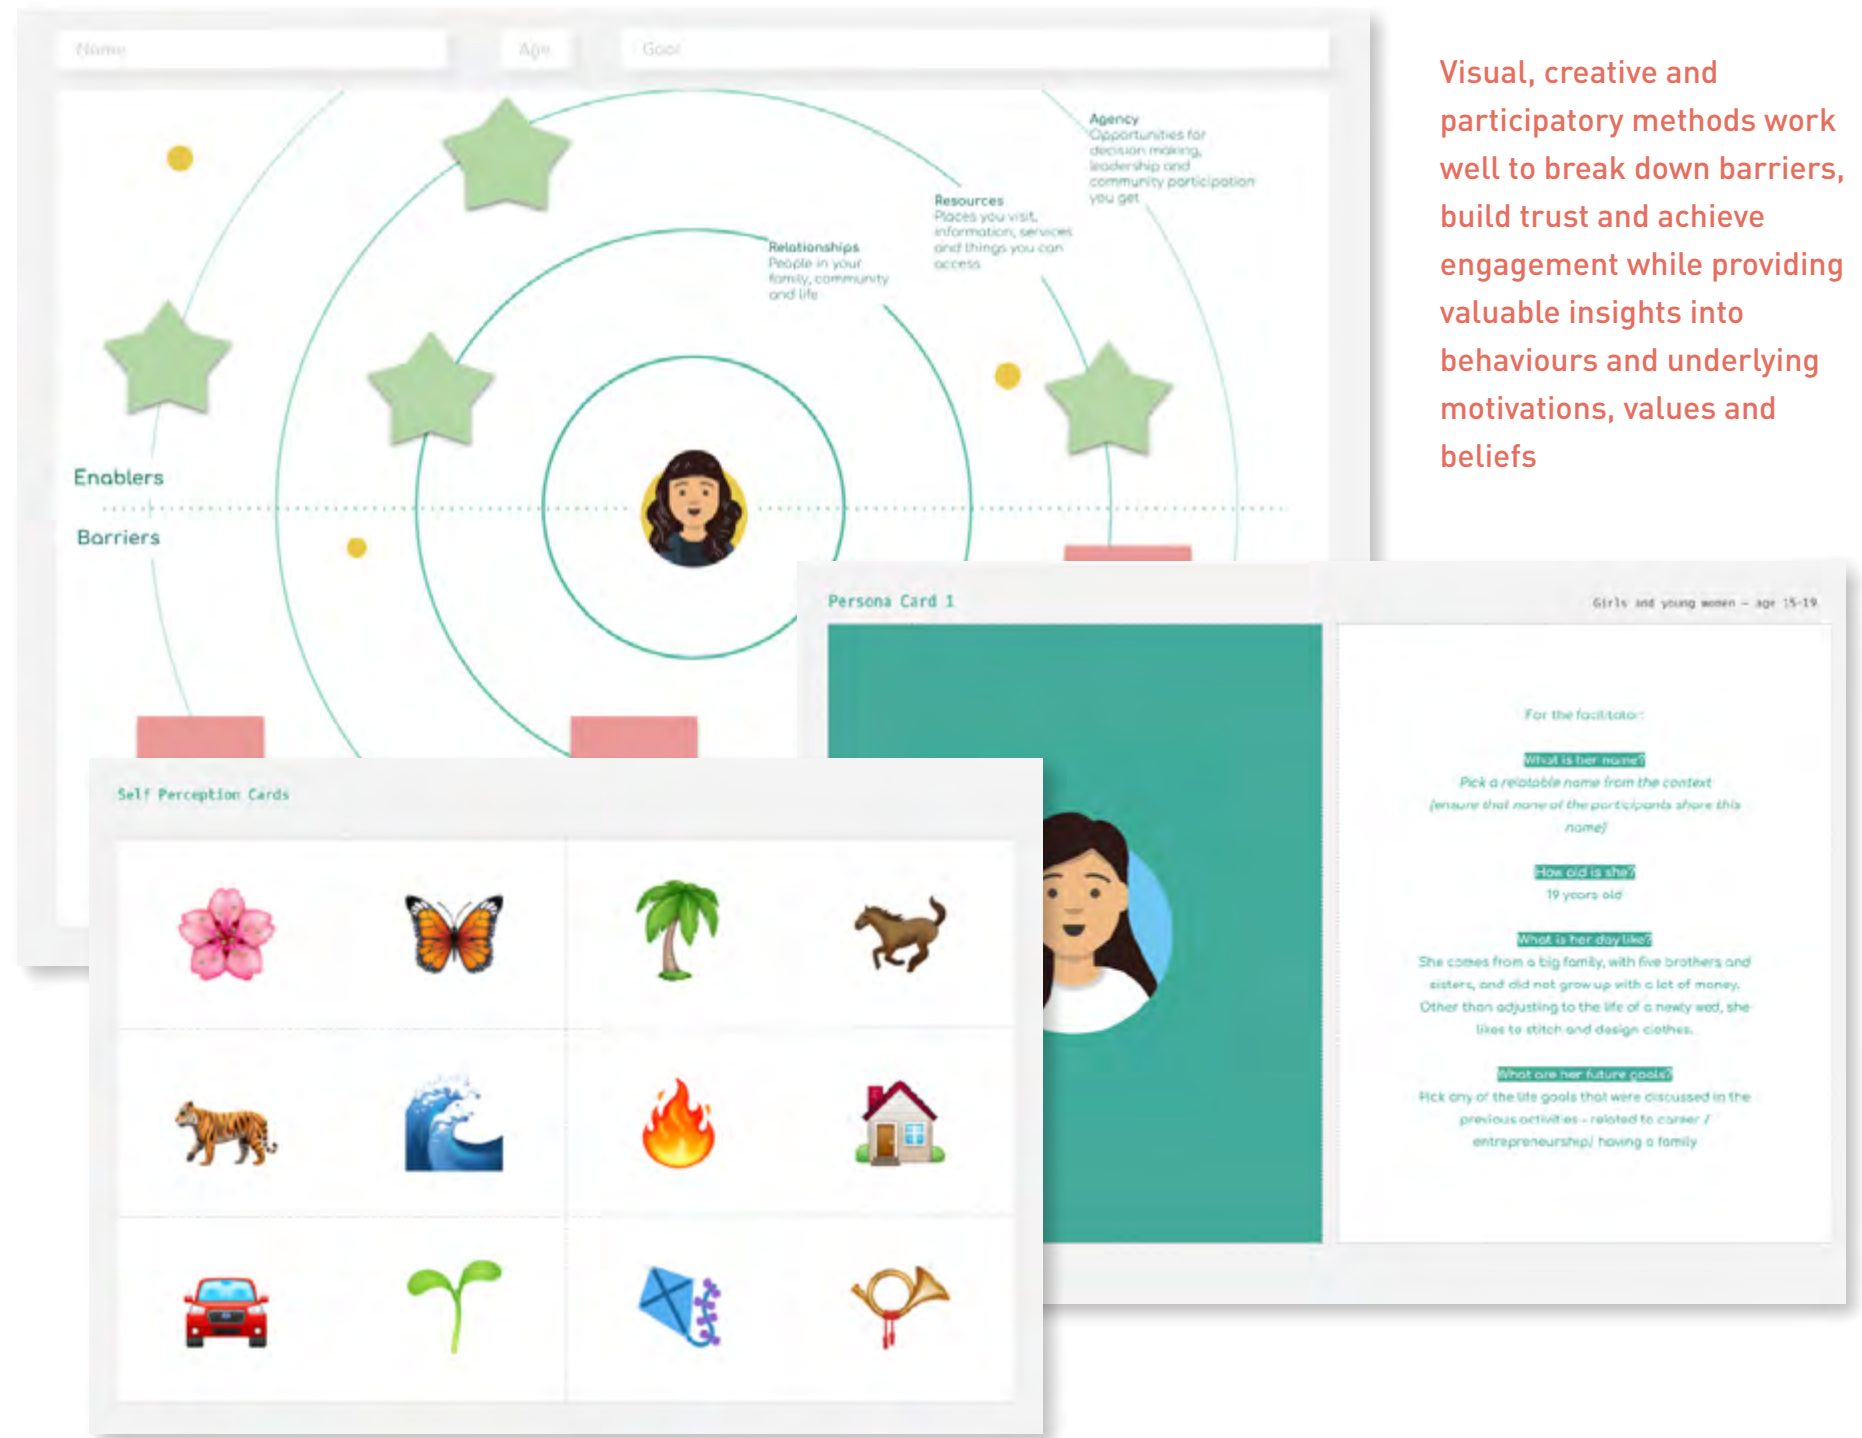 Name
Age
Goal
Visual, creative and
participatory methods work
well to break down barriers,
build trust and achieve
engagement while providing
valuable insights into
behaviours and underlying
motivations, values and
beliefs
Agency
Opportunities for
decision making,
leadership and
community participation
you get
Resources
Places you visit,
information, services
and things you can
access
Relationships
People in your
family, community
and life
Enablers
Barriers
Persona Card 1
Girls and young women – age 15-19
For the facilitator:
What is her name?
Pick a relatable name from the context
(ensure that none of the participants share this
name)
How old is she?
19 years old
What is her day like?
She comes from a big family, with five brothers and
sisters, and did not grow up with a lot of money.
Other than adjusting to the life of a newly wed, she
likes to stitch and design clothes.
What are her future goals?
Pick any of the life goals that were discussed in the
previous activities - related to career /
entrepreneurship/ having a family
Self Perception Cards